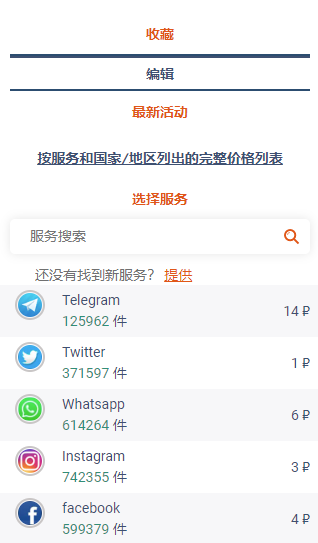 收藏
编辑
最新活动
按服务和国家/地区列出的完整价格列表
选择服务
服务搜索
还没有找到新服务？ 提供
Telegram
125962 件
14 ₽
Twitter
371597 件
1 ₽
Whatsapp
614264 件
6 ₽
Instagram
742355 件
3 ₽
facebook
599379 件
4 ₽